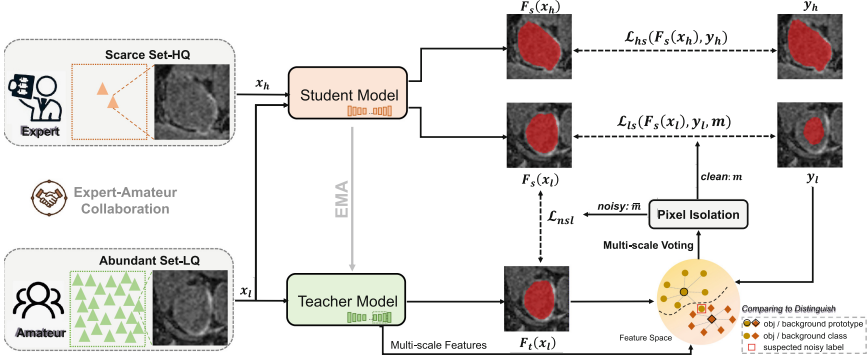 Scarce Set-HQ
Expert
x_h
Student Model
F_s(x_h)
ℒ_hs(F_s(x_h), y_h)
y_h
ℒ_ls(F_s(x_l), y_l, m)
F_s(x_l)
y_l
clean: m
noisy: m̄
Pixel Isolation
ℒ_nsl
Multi-scale Voting
EMA
Expert-Amateur
Collaboration
Abundant Set-LQ
Amateur
x_l
Teacher Model
Multi-scale Features
F_t(x_l)
Feature Space
Comparing to Distinguish
obj / background prototype
obj / background class
suspected noisy label